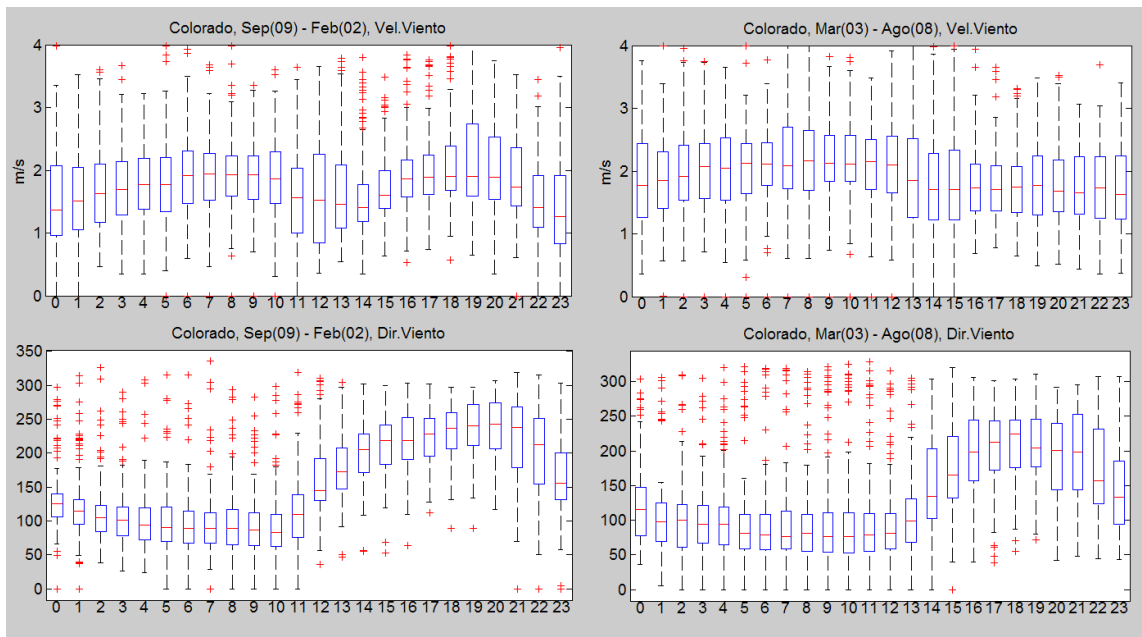 Colorado, Sep(09) - Feb(02), Vel.Viento
4
3
2
1
0
m/s
0 1 2 3 4 5 6 7 8 9 10 11 12 13 14 15 16 17 18 19 20 21 22 23
Colorado, Mar(03) - Ago(08), Vel.Viento
4
3
2
1
0
m/s
0 1 2 3 4 5 6 7 8 9 10 11 12 13 14 15 16 17 18 19 20 21 22 23
Colorado, Sep(09) - Feb(02), Dir.Viento
350
300
250
200
150
100
50
0
0 1 2 3 4 5 6 7 8 9 10 11 12 13 14 15 16 17 18 19 20 21 22 23
Colorado, Mar(03) - Ago(08), Dir.Viento
300
250
200
150
100
50
0
0 1 2 3 4 5 6 7 8 9 10 11 12 13 14 15 16 17 18 19 20 21 22 23